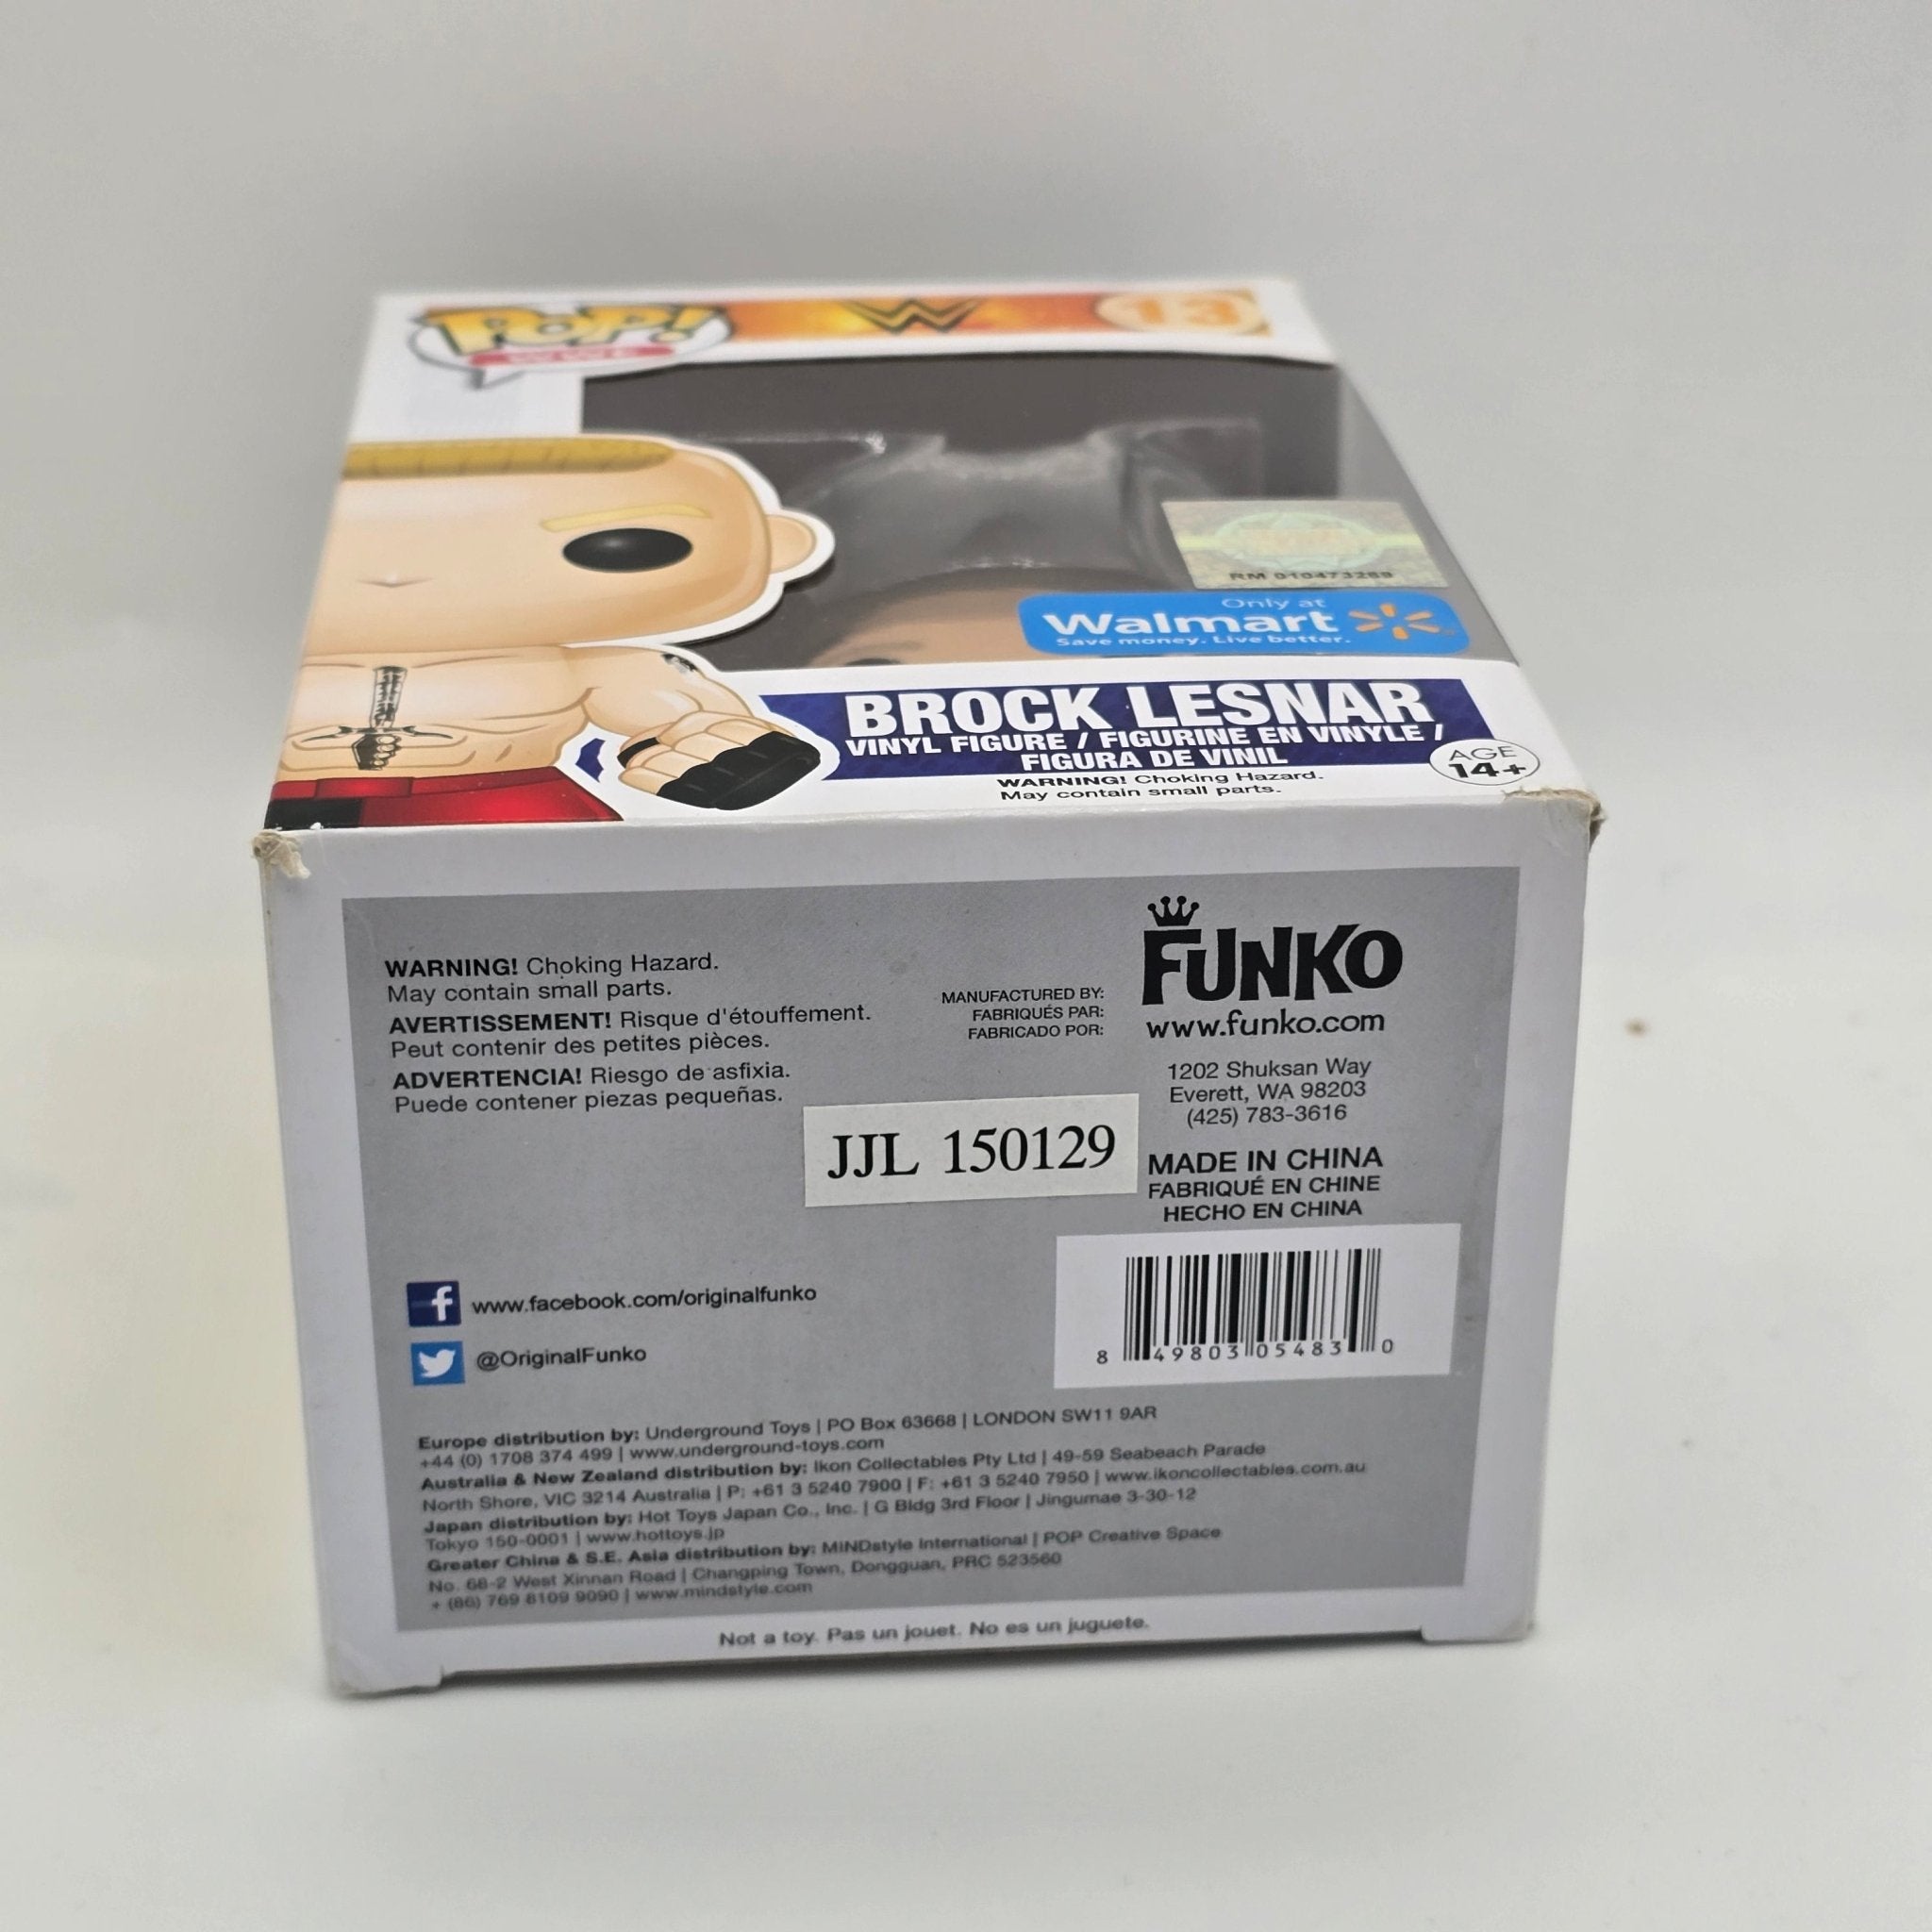 POP!
WWE
W
13
RM 010473269
Only at
Walmart
Save money. Live better.
BROCK LESNAR
VINYL FIGURE / FIGURINE EN VINYLE /
FIGURA DE VINIL
AGE
14+
WARNING! Choking Hazard.
May contain small parts.
WARNING! Choking Hazard.
May contain small parts.
AVERTISSEMENT! Risque d'étouffement.
Peut contenir des petites pièces.
ADVERTENCIA! Riesgo de asfixia.
Puede contener piezas pequeñas.
MANUFACTURED BY:
FABRIQUÉS PAR:
FABRICADO POR:
FUNKO
www.funko.com
1202 Shuksan Way
Everett, WA 98203
(425) 783-3616
JJL 150129
MADE IN CHINA
FABRIQUÉ EN CHINE
HECHO EN CHINA
f www.facebook.com/originalfunko
@OriginalFunko
8 49803 05483 0
Europe distribution by: Underground Toys | PO Box 63668 | LONDON SW11 9AR
+44 (0) 1708 374 499 | www.underground-toys.com
Australia & New Zealand distribution by: Ikon Collectables Pty Ltd | 49-59 Seabeach Parade
North Shore, VIC 3214 Australia | P: +61 3 5240 7900 | F: +61 3 5240 7950 | www.ikoncollectables.com.au
Japan distribution by: Hot Toys Japan Co., Inc. | G Bldg 3rd Floor | Jingumae 3-30-12
Tokyo 150-0001 | www.hottoys.jp
Greater China & S.E. Asia distribution by: MINDstyle International | POP Creative Space
No. 68-2 West Xinnan Road | Changping Town, Dongguan, PRC 523560
+ (86) 769 8109 9090 | www.mindstyle.com
Not a toy. Pas un jouet. No es un juguete.